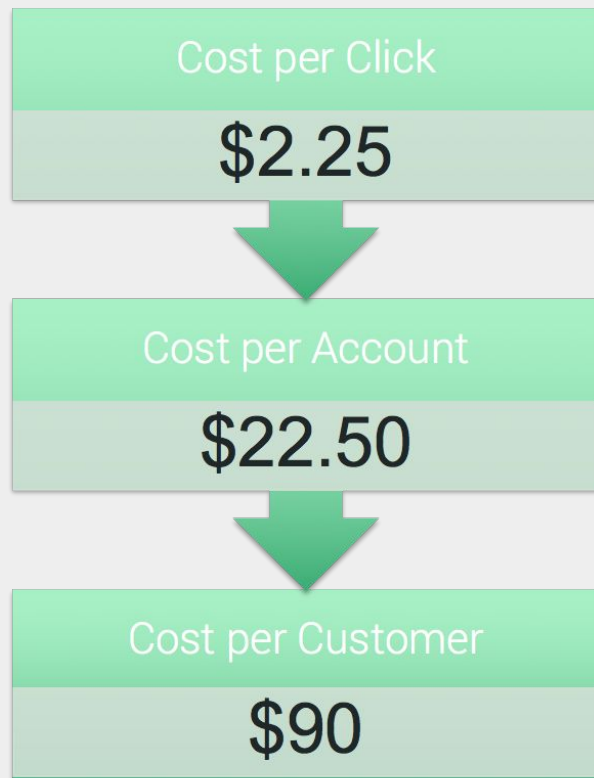 Cost per Click
$2.25
Cost per Account
$22.50
Cost per Customer
$90